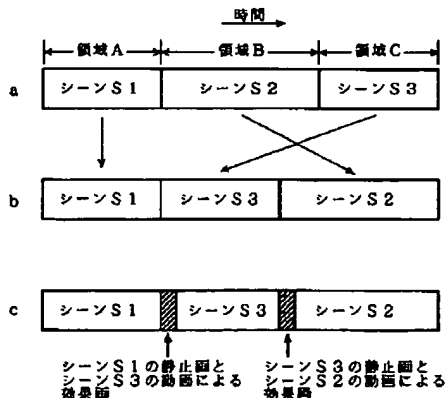 時間
領域A 領域B 領域C
a シーンS1 シーンS2 シーンS3
b シーンS1 シーンS3 シーンS2
c シーンS1 シーンS3 シーンS2
シーンS1の静止画と
シーンS3の動画による
効果画
シーンS3の静止画と
シーンS2の動画による
効果画